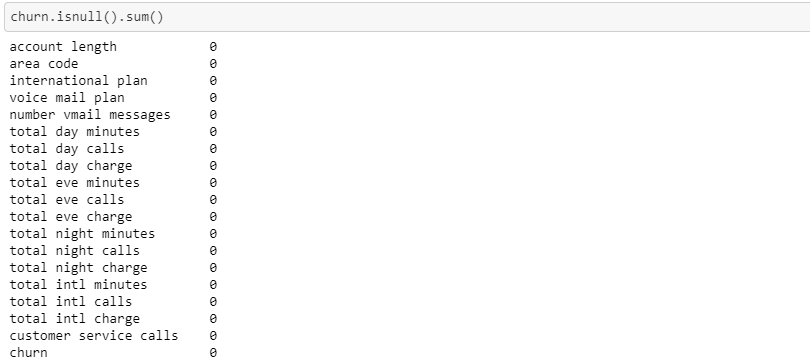 churn.isnull().sum()
account length 0
area code 0
international plan 0
voice mail plan 0
number vmail messages 0
total day minutes 0
total day calls 0
total day charge 0
total eve minutes 0
total eve calls 0
total eve charge 0
total night minutes 0
total night calls 0
total night charge 0
total intl minutes 0
total intl calls 0
total intl charge 0
customer service calls 0
churn 0